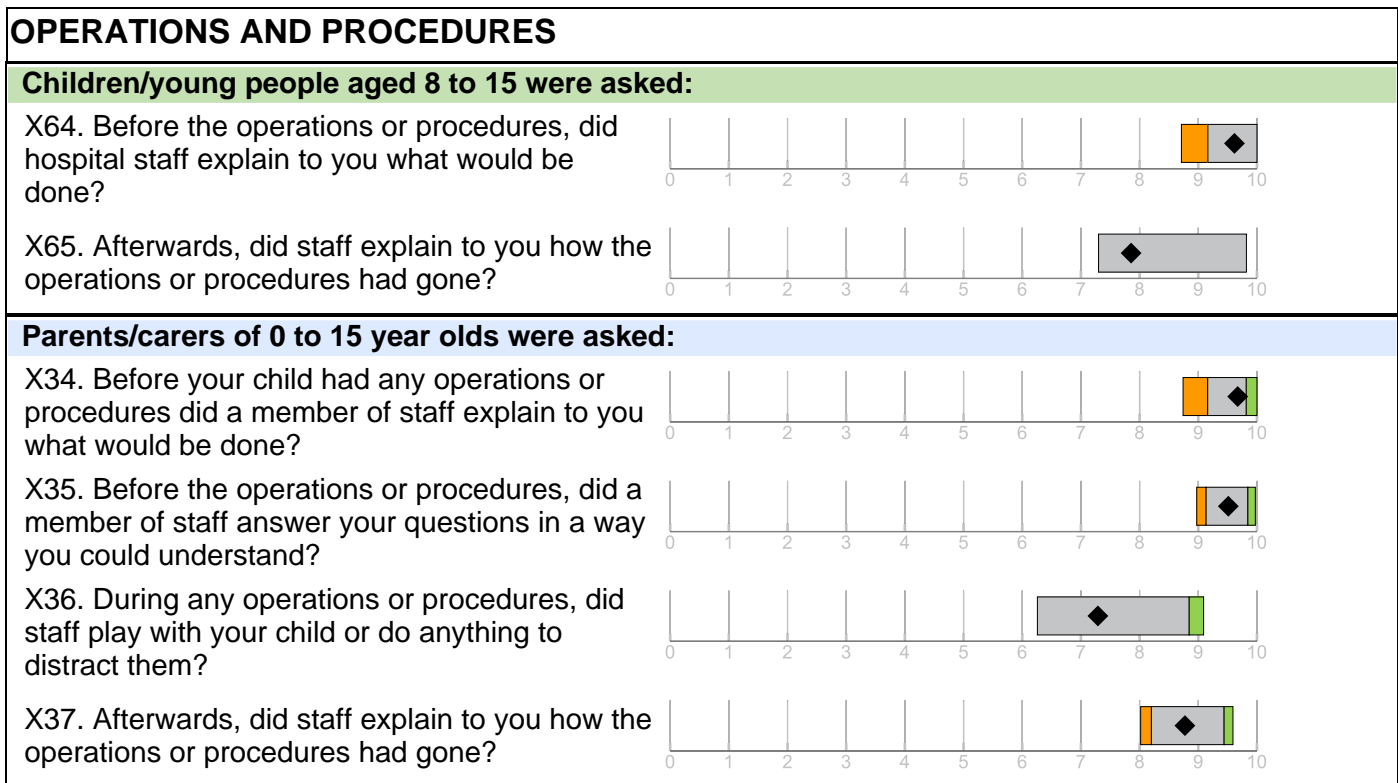 OPERATIONS AND PROCEDURES
Children/young people aged 8 to 15 were asked:
X64. Before the operations or procedures, did
hospital staff explain to you what would be
done?
0 1 2 3 4 5 6 7 8 9 10
X65. Afterwards, did staff explain to you how the
operations or procedures had gone?
0 1 2 3 4 5 6 7 8 9 10
Parents/carers of 0 to 15 year olds were asked:
X34. Before your child had any operations or
procedures did a member of staff explain to you
what would be done?
0 1 2 3 4 5 6 7 8 9 10
X35. Before the operations or procedures, did a
member of staff answer your questions in a way
you could understand?
0 1 2 3 4 5 6 7 8 9 10
X36. During any operations or procedures, did
staff play with your child or do anything to
distract them?
0 1 2 3 4 5 6 7 8 9 10
X37. Afterwards, did staff explain to you how the
operations or procedures had gone?
0 1 2 3 4 5 6 7 8 9 10